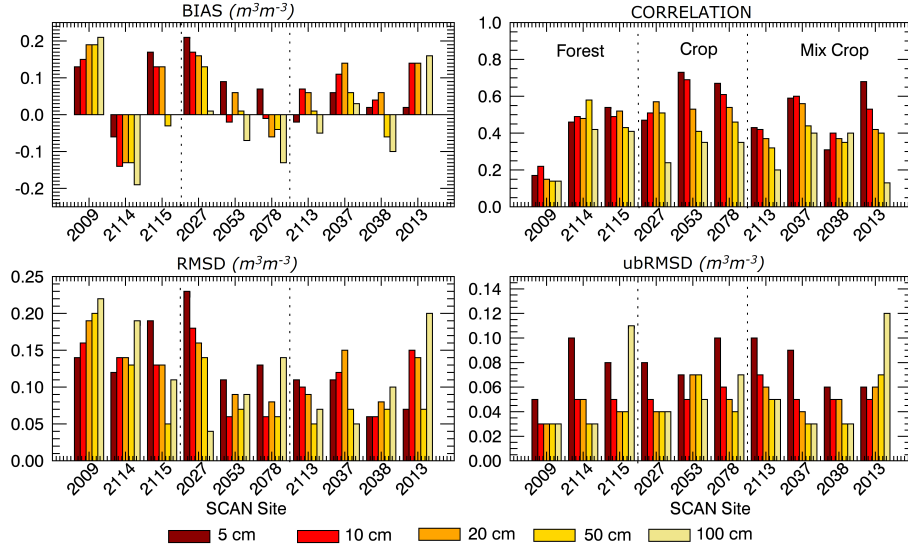 BIAS (m³m⁻³)
0.2
0.1
0.0
-0.1
-0.2
2009 2114 2115 2027 2053 2078 2113 2037 2038 2013
CORRELATION
1.0
0.8
0.6
0.4
0.2
0.0
Forest Crop Mix Crop
2009 2114 2115 2027 2053 2078 2113 2037 2038 2013
RMSD (m³m⁻³)
0.25
0.20
0.15
0.10
0.05
0.00
2009 2114 2115 2027 2053 2078 2113 2037 2038 2013
SCAN Site
ubRMSD (m³m⁻³)
0.14
0.12
0.10
0.08
0.06
0.04
0.02
0.00
2009 2114 2115 2027 2053 2078 2113 2037 2038 2013
SCAN Site
5 cm 10 cm 20 cm 50 cm 100 cm